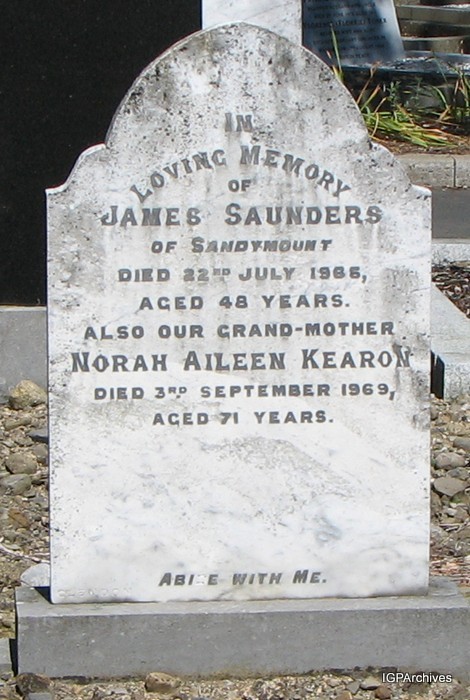 IN
LOVING MEMORY
OF
JAMES SAUNDERS
OF SANDYMOUNT
DIED 22ND JULY 1966,
AGED 48 YEARS.
ALSO OUR GRAND-MOTHER
NORAH AILEEN KEARON
DIED 3RD SEPTEMBER 1969,
AGED 71 YEARS.
ABIDE WITH ME.
IGPArchives